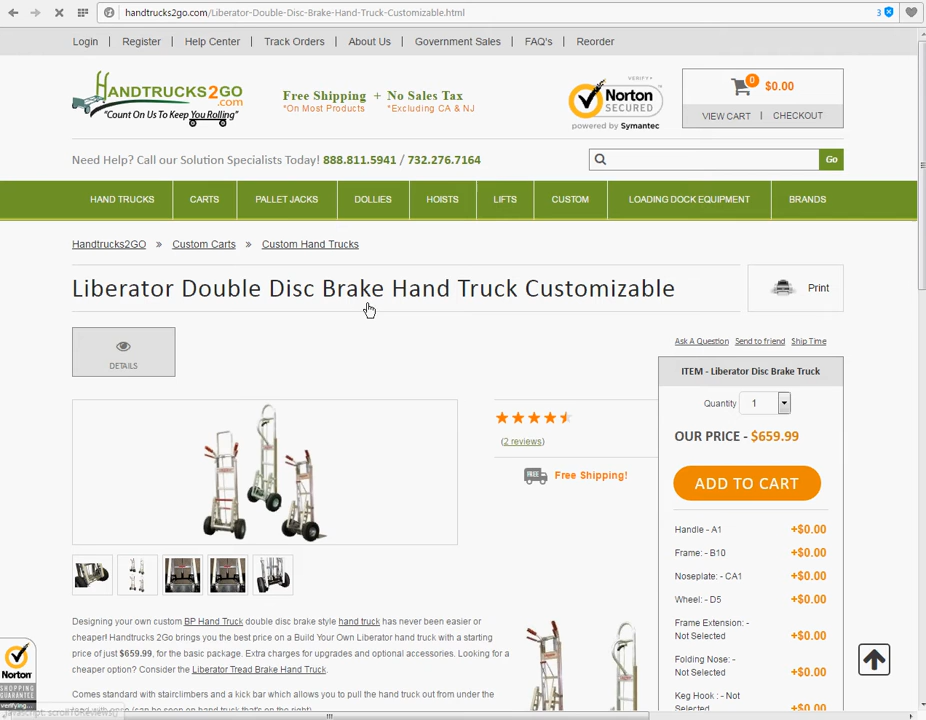 handtrucks2go.com/Liberator-Double-Disc-Brake-Hand-Truck-Customizable.html
3
Login Register Help Center Track Orders About Us Government Sales FAQ's Reorder
HANDTRUCKS2GO .com
"Count On Us To Keep You Rolling"
Free Shipping + No Sales Tax
*On Most Products *Excluding CA & NJ
VERIFY
Norton
SECURED
powered by Symantec
0 $0.00
VIEW CART | CHECKOUT
Need Help? Call our Solution Specialists Today! 888.811.5941 / 732.276.7164
Go
HAND TRUCKS CARTS PALLET JACKS DOLLIES HOISTS LIFTS CUSTOM LOADING DOCK EQUIPMENT BRANDS
Handtrucks2GO » Custom Carts » Custom Hand Trucks
Liberator Double Disc Brake Hand Truck Customizable
Print
DETAILS
Ask A Question Send to friend Ship Time
ITEM - Liberator Disc Brake Truck
Quantity 1
OUR PRICE - $659.99
ADD TO CART
(2 reviews)
FREE Free Shipping!
Handle - A1 +$0.00
Frame: - B10 +$0.00
Noseplate: - CA1 +$0.00
Wheel: - D5 +$0.00
Frame Extension: - Not Selected +$0.00
Folding Nose: - Not Selected +$0.00
Keg Hook : - Not Selected +$0.00
Designing your own custom BP Hand Truck double disc brake style hand truck has never been easier or
cheaper! Handtrucks 2Go brings you the best price on a Build Your Own Liberator hand truck with a starting
price of just $659.99, for the basic package. Extra charges for upgrades and optional accessories. Looking for a
cheaper option? Consider the Liberator Tread Brake Hand Truck.
Comes standard with stairclimbers and a kick bar which allows you to pull the hand truck out from under the
Norton
SHOPPING
GUARANTEE
verifying...